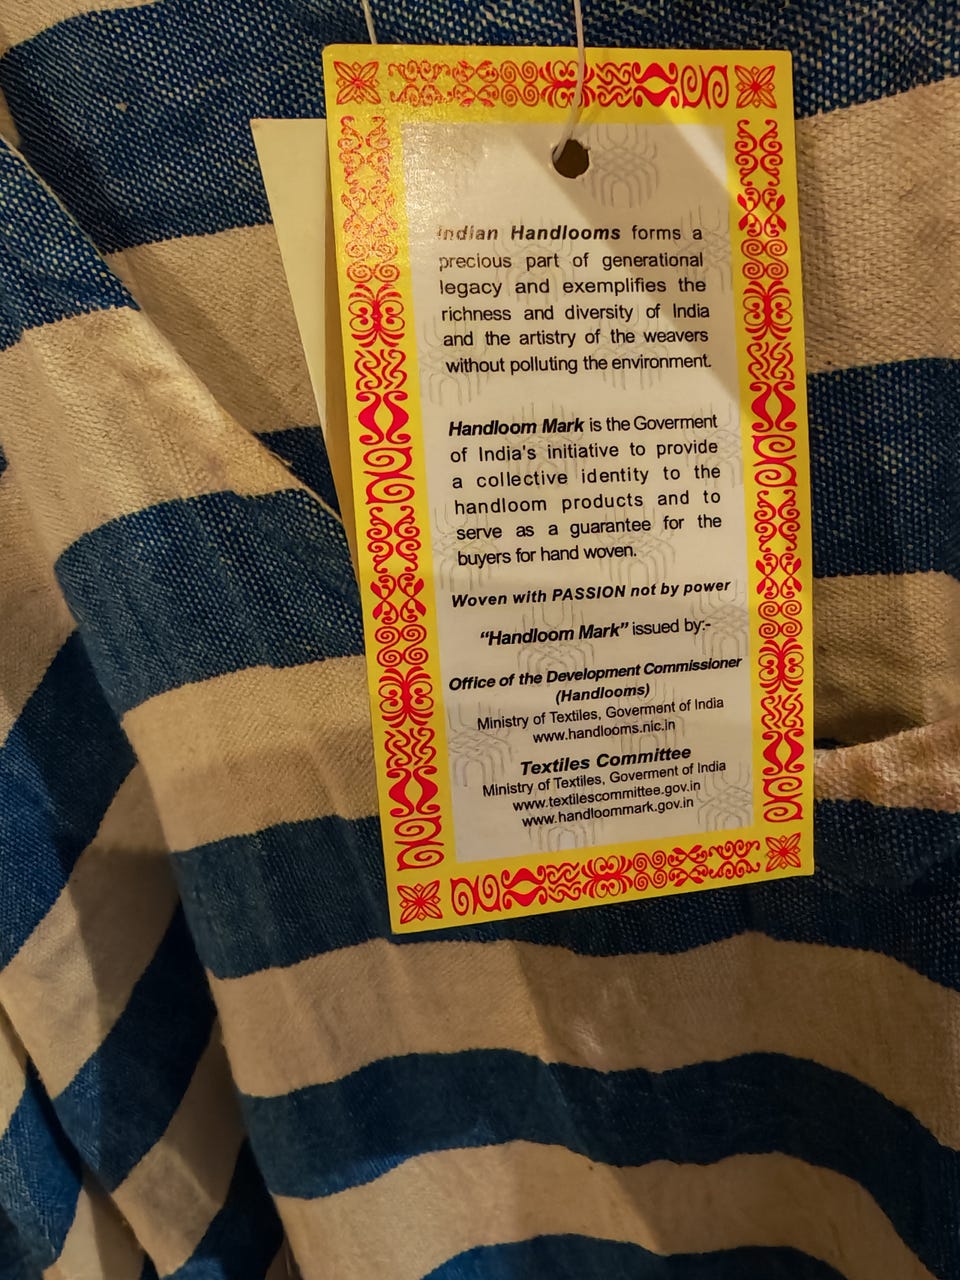 Indian Handlooms forms a
precious part of generational
legacy and exemplifies the
richness and diversity of India
and the artistry of the weavers
without polluting the environment.
Handloom Mark is the Goverment
of India's initiative to provide
a collective identity to the
handloom products and to
serve as a guarantee for the
buyers for hand woven.
Woven with PASSION not by power
“Handloom Mark” issued by:-
Office of the Development Commissioner
(Handlooms)
Ministry of Textiles, Goverment of India
www.handlooms.nic.in
Textiles Committee
Ministry of Textiles, Goverment of India
www.textilescommittee.gov.in
www.handloommark.gov.in